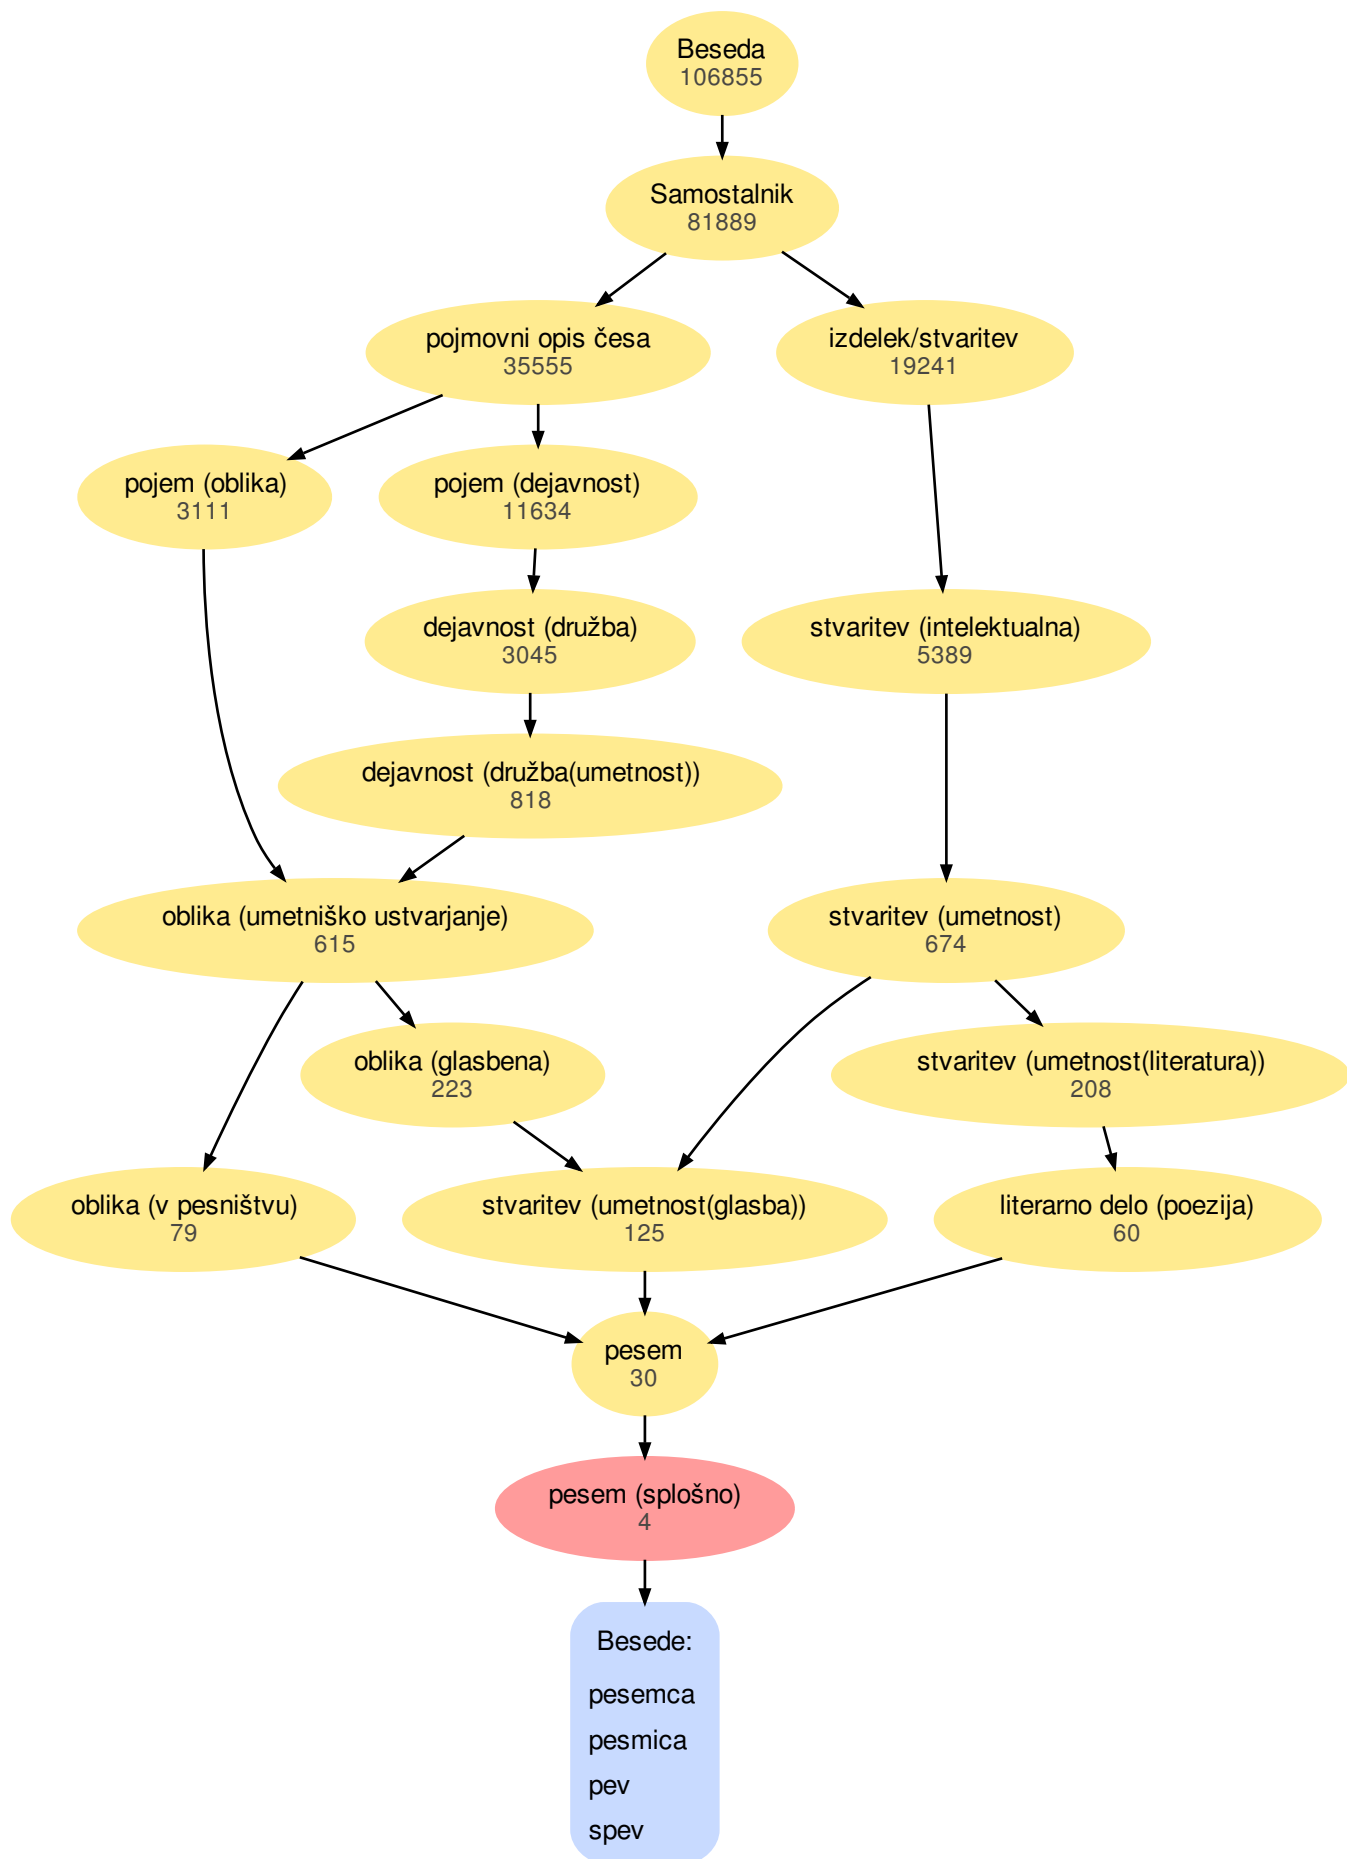 Beseda
106855
Samostalnik
81889
pojmovni opis česa
35555
izdelek/stvaritev
19241
pojem (oblika)
3111
pojem (dejavnost)
11634
dejavnost (družba)
3045
stvaritev (intelektualna)
5389
dejavnost (družba(umetnost))
818
oblika (umetniško ustvarjanje)
615
stvaritev (umetnost)
674
oblika (glasbena)
223
stvaritev (umetnost(literatura))
208
oblika (v pesništvu)
79
stvaritev (umetnost(glasba))
125
literarno delo (poezija)
60
pesem
30
pesem (splošno)
4
Besede:
pesemca
pesmica
pev
spev